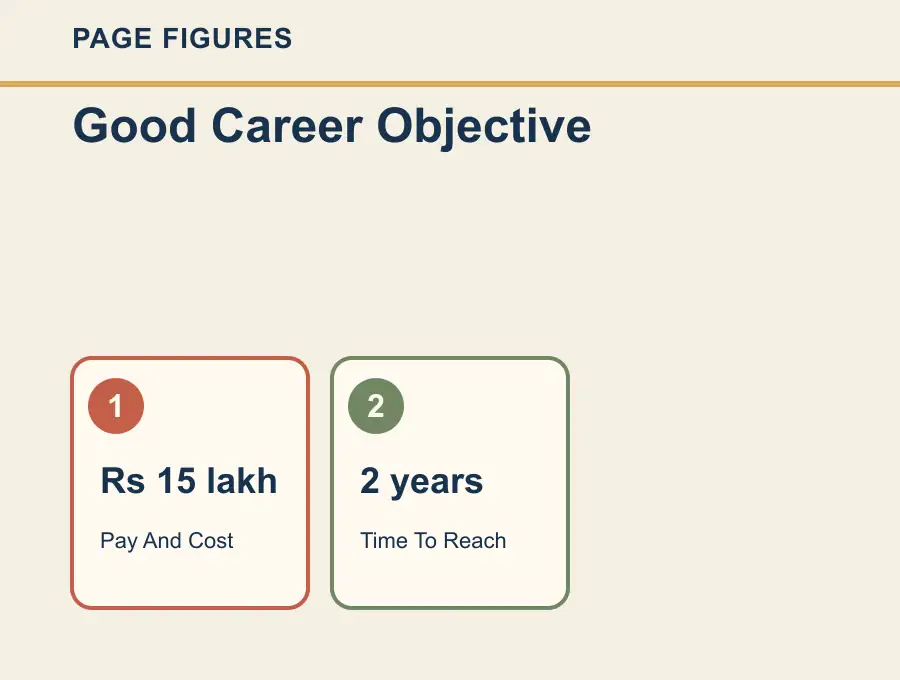 PAGE FIGURES
Good Career Objective
1
Rs 15 lakh
Pay And Cost
2
2 years
Time To Reach